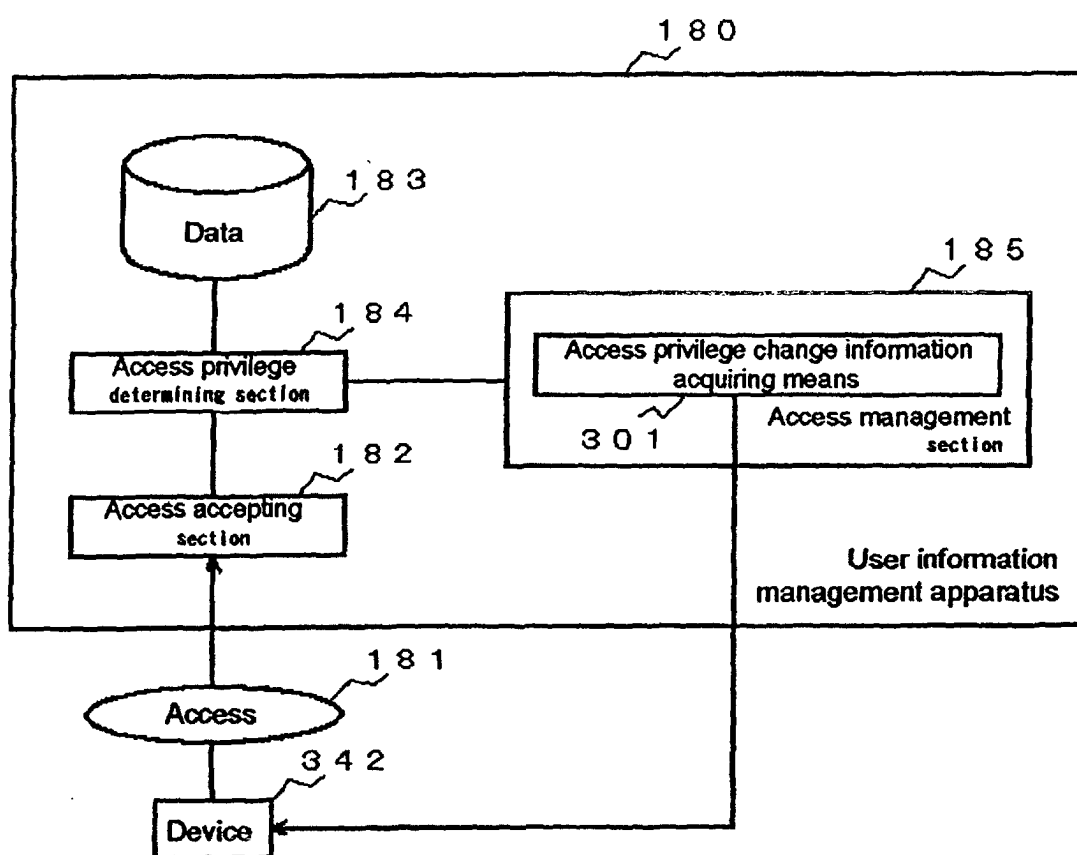 180
183
Data
185
184
Access privilege
determining section
Access privilege change information
acquiring means
301
Access management
section
182
Access accepting
section
User information
management apparatus
181
Access
342
Device